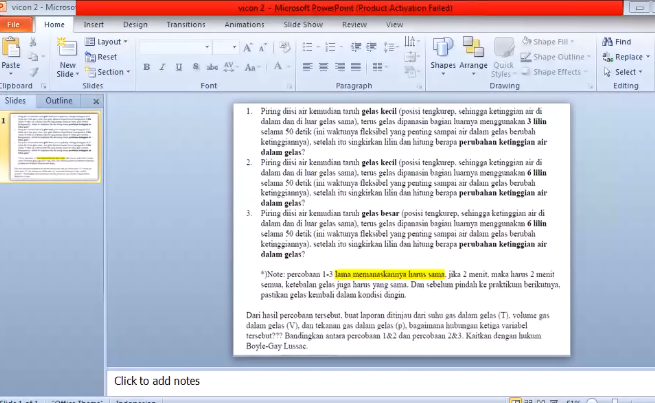 vicon 2 - Microsof
vicon 2 - Microsoft PowerPoint (Product Activation Failed)
File Home Insert Design Transitions Animations Slide Show Review View
Paste
Clipboard
New
Slide
Layout
Reset
Section
Slides
B I U S abc AV Aa A
Font
Paragraph
Shapes Arrange Quick
Styles
Shape Fill
Shape Outline
Shape Effects
Drawing
Find
Replace
Select
Editing
Slides Outline
1
1. Piring diisi air kemudian taruh gelas kecil (posisi tengkurep, sehingga ketinggim air di
dalam dan di luar gelas sama), terus gelas dipanasin bagian luarnya menggunakan 3 lilin
selama 50 detik (ini waktunya fleksibel yang penting sampai air dalam gelas berubah
ketinggiannya), setelah itu singkirkan lilin dan hitung berapa perubahan ketinggian air
dalam gelas?
2. Piring diisi air kemudian taruh gelas kecil (posisi tengkurep, sehingga ketinggian air di
dalam dan di luar gelas sama), terus gelas dipanasin bagian luarnya menggunakan 6 lilin
selama 50 detik (ini waktunya fleksibel yang penting sampai air dalam gelas berubah
ketinggiannya), setelah itu singkirkan lilin dan hitung berapa perubahan ketinggian air
dalam gelas?
3. Piring diisi air kemudian taruh gelas besar (posisi tengkurep, sehingga ketinggian air di
dalam dan di luar gelas sama), terus gelas dipanasin bagian luarnya menggunakan 6 lilin
selama 50 detik (ini waktunya fleksibel yang penting sampai air dalam gelas berubah
ketinggiannya), setelah itu singkirkan lilin dan hitung berapa perubahan ketinggian air
dalam gelas?
*)Note: percobaan 1-3 lama memanaskannya harus sama, jika 2 menit, maka harus 2 menit
semua, ketebalan gelas juga harus yang sama. Dan sebelum pindah ke praktikum berikutnya,
pastikan gelas kembali dalam kondisi dingin.
Dari hasil percobaan tersebut, buat laporan ditinjau dari suhu gas dalam gelas (T), volume gas
dalam gelas (V), dan tekanan gas dalam gelas (p), bagaimana hubungan ketiga variabel
tersebut??? Bandingkan antara percobaan 1&2 dan percobaan 2&3. Kaitkan dengan hukum
Boyle-Gay Lussac.
Click to add notes
Slide 1 of 1 "Office Theme" Indonesian 61%